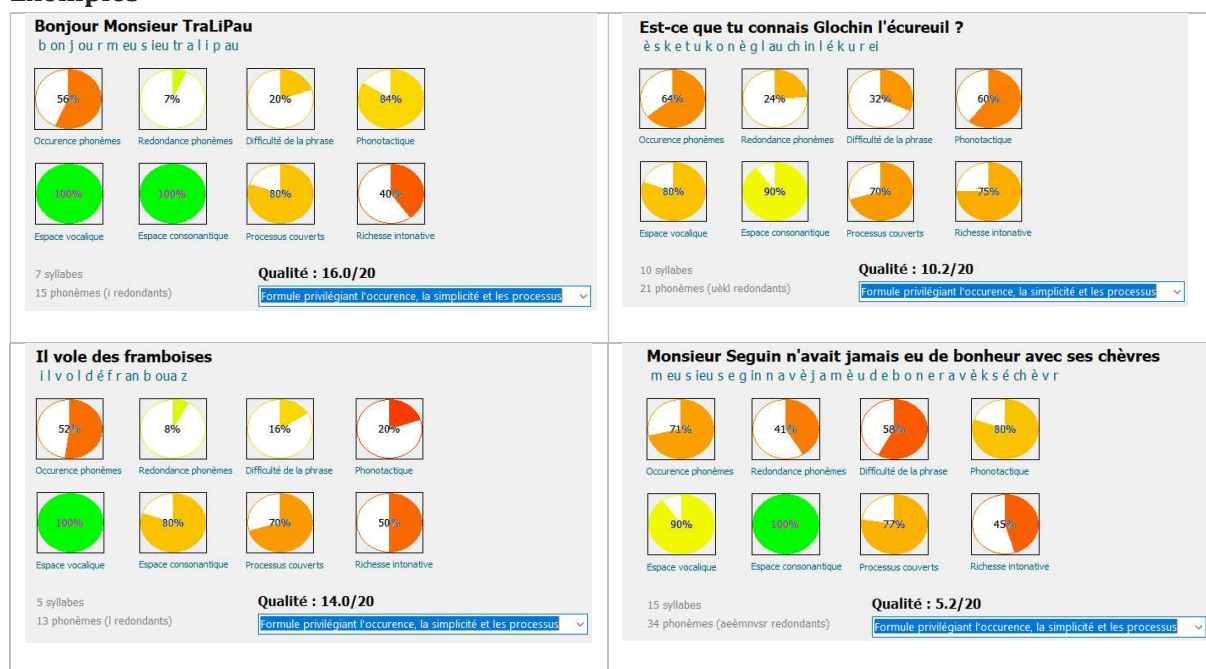 Exemples
Bonjour Monsieur TraLiPau
b on j ou r m eu s ieu t r a l i p au
56% 7% 20% 84%
Occurence phonèmes Redondance phonèmes Difficulté de la phrase Phonotactique
100% 100% 80% 40%
Espace vocalique Espace consonantique Processus couverts Richesse intonative
7 syllabes
15 phonèmes (i redondants)
Qualité : 16.0/20
Formule privilégiant l'occurence, la simplicité et les processus
Est-ce que tu connais Glochin l'écureuil ?
è s k e t u k o n è g l au ch in l é k u r ei
64% 24% 32% 60%
Occurence phonèmes Redondance phonèmes Difficulté de la phrase Phonotactique
80% 90% 70% 75%
Espace vocalique Espace consonantique Processus couverts Richesse intonative
10 syllabes
21 phonèmes (uèkl redondants)
Qualité : 10.2/20
Formule privilégiant l'occurence, la simplicité et les processus
Il vole des framboises
i l v o l d é f r an b oua z
52% 8% 16% 20%
Occurence phonèmes Redondance phonèmes Difficulté de la phrase Phonotactique
100% 80% 70% 50%
Espace vocalique Espace consonantique Processus couverts Richesse intonative
5 syllabes
13 phonèmes (l redondants)
Qualité : 14.0/20
Formule privilégiant l'occurence, la simplicité et les processus
Monsieur Seguin n'avait jamais eu de bonheur avec ses chèvres
m eu s ieu s e g in n a v è j a m è u d e b o n e r a v è k s é ch è v r
71% 41% 58% 80%
Occurence phonèmes Redondance phonèmes Difficulté de la phrase Phonotactique
90% 100% 77% 45%
Espace vocalique Espace consonantique Processus couverts Richesse intonative
15 syllabes
34 phonèmes (aeèmnvsr redondants)
Qualité : 5.2/20
Formule privilégiant l'occurence, la simplicité et les processus